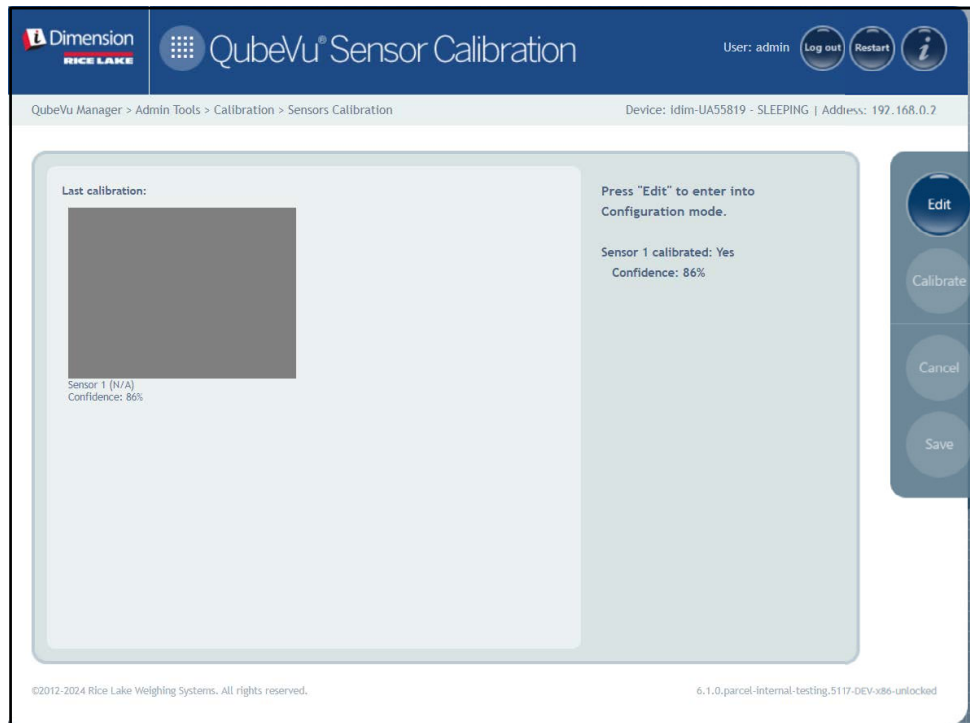 i Dimension
RICE LAKE
QubeVu® Sensor Calibration
User: admin
Log out
Restart
i
QubeVu Manager > Admin Tools > Calibration > Sensors Calibration
Device: idim-UA55819 - SLEEPING | Address: 192.168.0.2
Last calibration:
Sensor 1 (N/A)
Confidence: 86%
Press "Edit" to enter into
Configuration mode.
Sensor 1 calibrated: Yes
Confidence: 86%
Edit
Calibrate
Cancel
Save
©2012-2024 Rice Lake Weighing Systems. All rights reserved.
6.1.0.parcel-internal-testing.5117-DEV-x86-unlocked